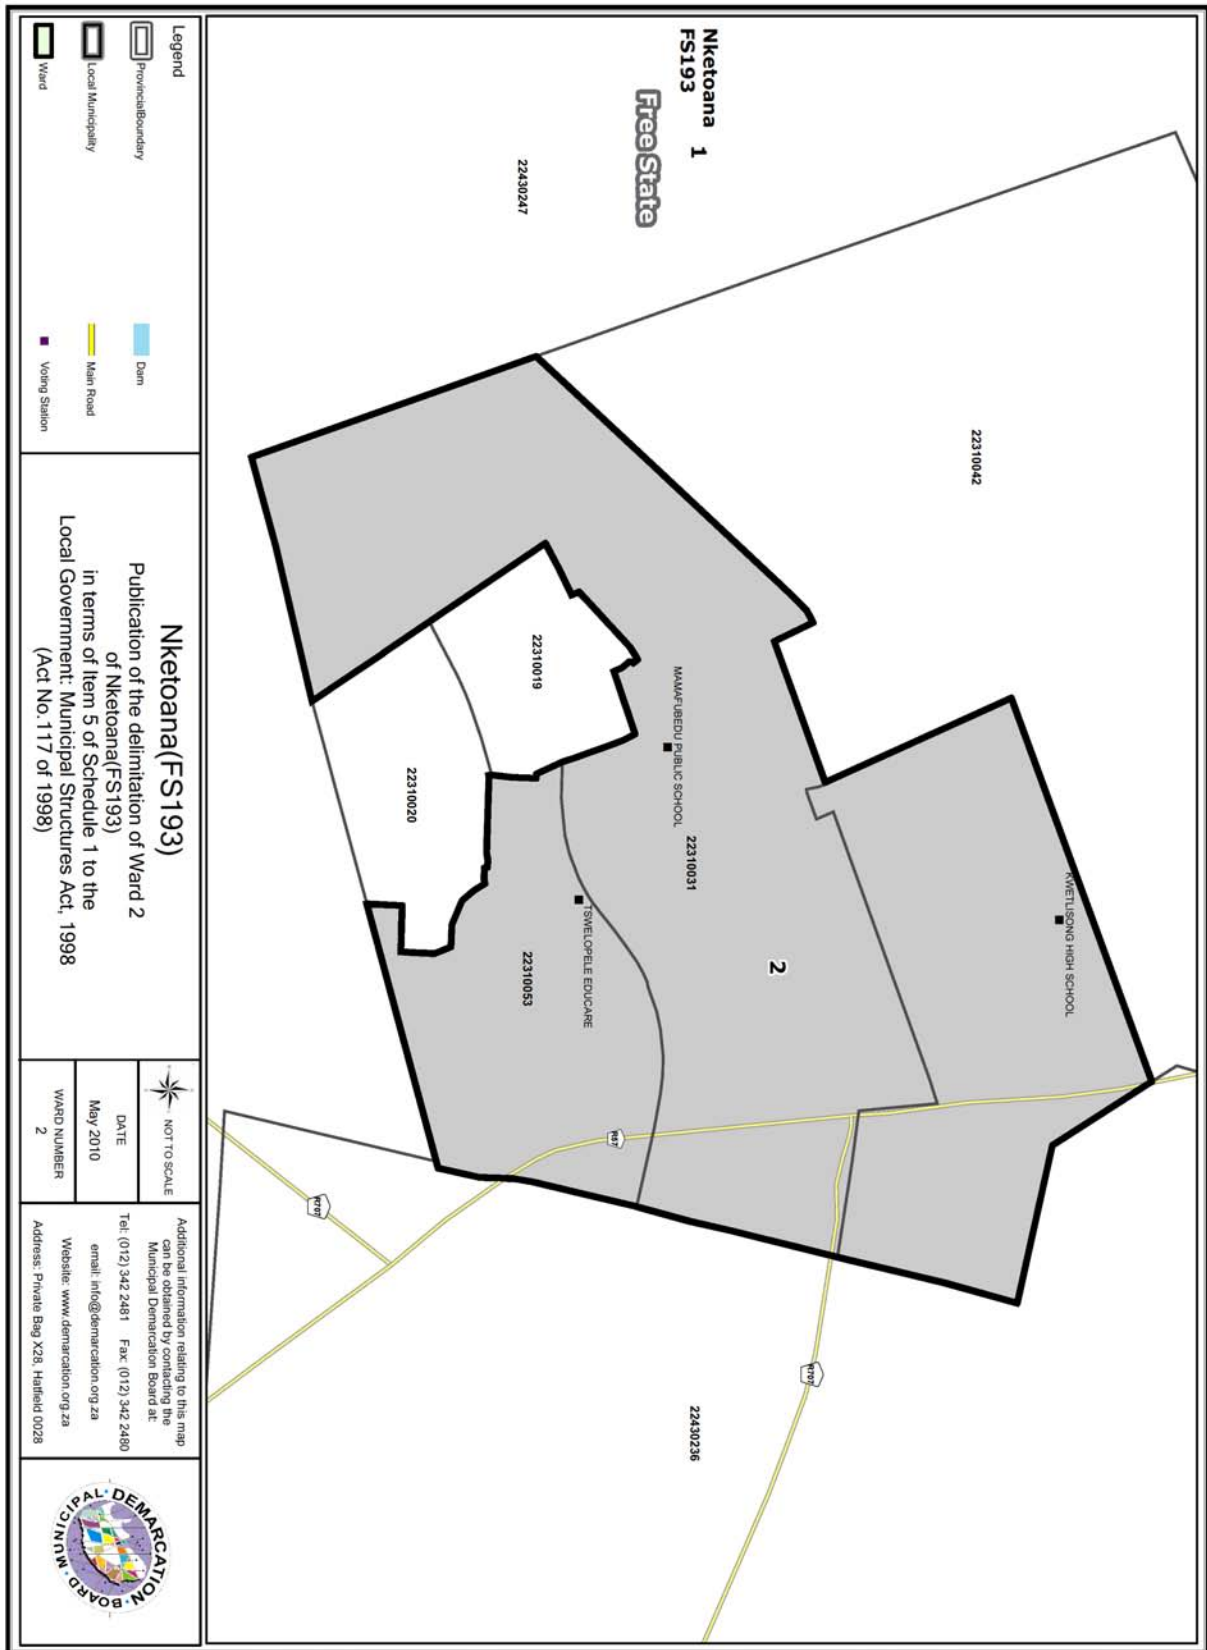 Nketoana 1
FS193
Free State
22430247
22310042
KWETLISONG HIGH SCHOOL
MAMAFUBEDU PUBLIC SCHOOL
22310031
2
22310019
TSWELOPELE EDUCARE
22310053
22310020
R57
R707
R707
22430236
Legend
ProvincialBoundary
Local Municipality
Ward
Dam
Main Road
Voting Station
Nketoana(FS193)
Publication of the delimitation of Ward 2
of Nketoana(FS193)
in terms of Item 5 of Schedule 1 to the
Local Government: Municipal Structures Act, 1998
(Act No.117 of 1998)
NOT TO SCALE
DATE
May 2010
WARD NUMBER
2
Additional information relating to this map
can be obtained by contacting the
Municipal Demarcation Board at:
Tel: (012) 342 2481 Fax: (012) 342 2480
email: info@demarcation.org.za
Website: www.demarcation.org.za
Address: Private Bag X28, Hatfield 0028
MUNICIPAL DEMARCATION BOARD